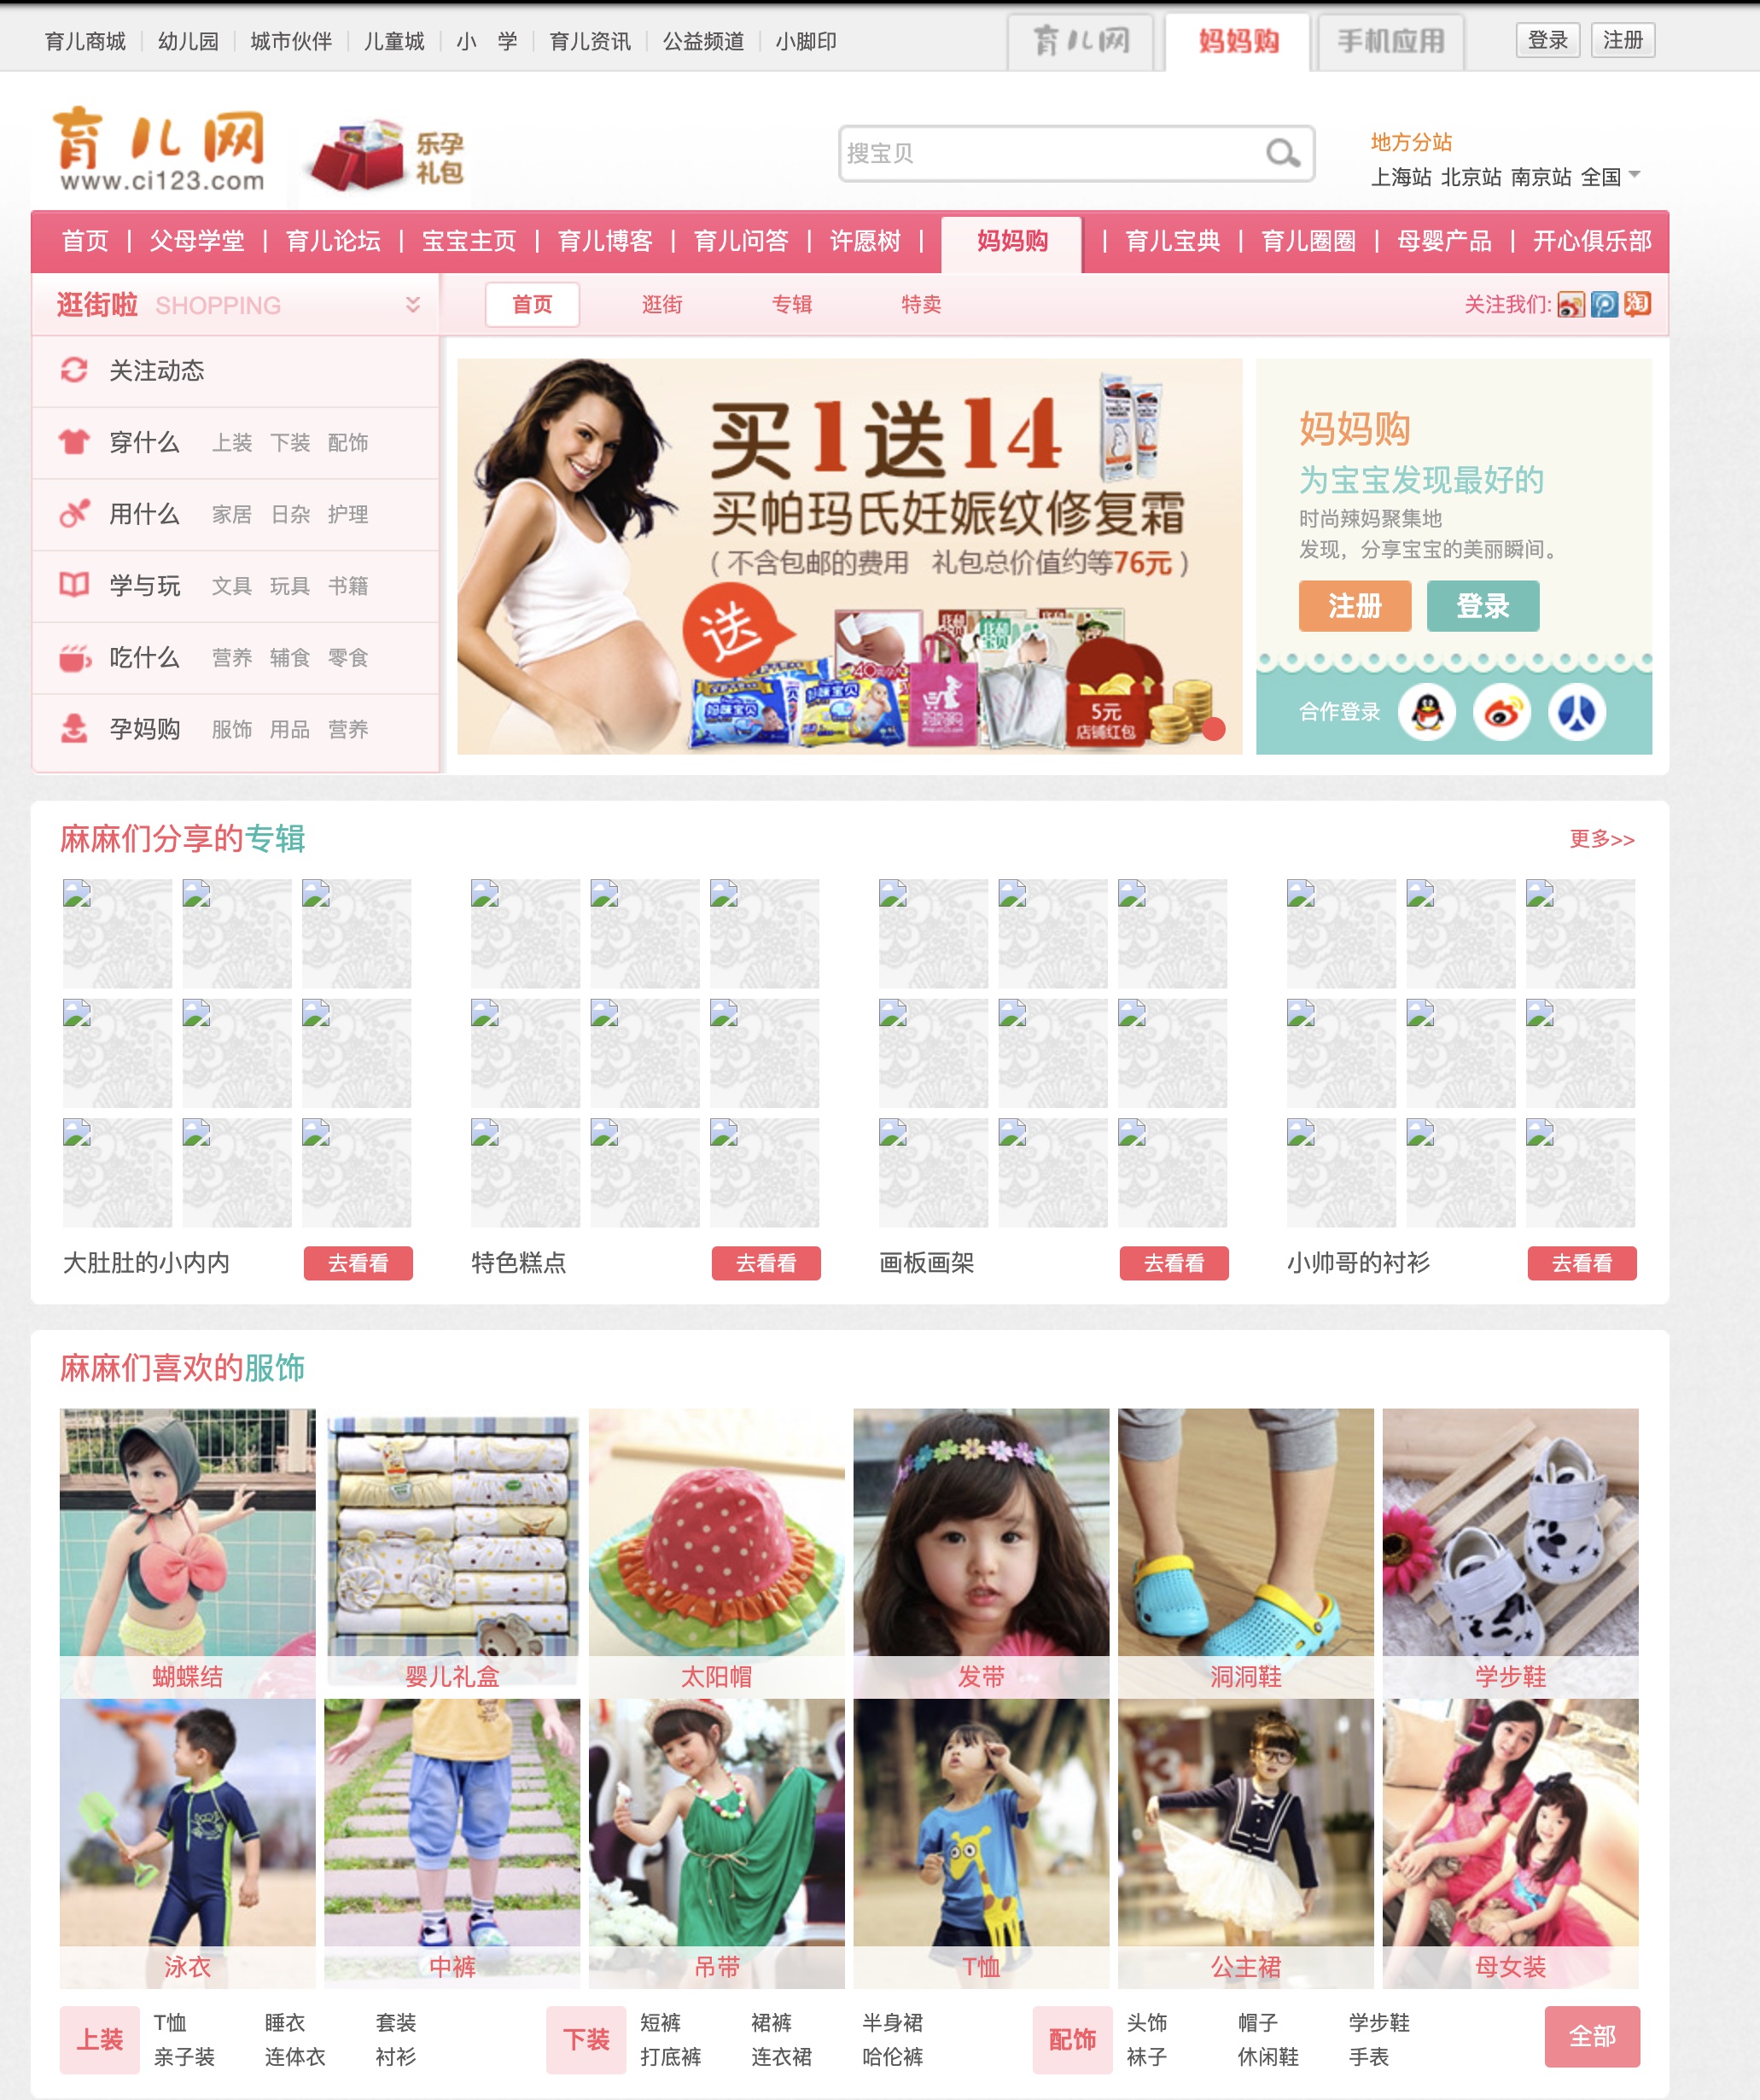 育儿商城 幼儿园 城市伙伴 儿童城 小 学 育儿资讯 公益频道 小脚印 育儿网 妈妈购 手机应用 登录 注册
育儿网
www.ci123.com
乐孕
礼包
搜宝贝
地方分站
上海站 北京站 南京站 全国
首页 | 父母学堂 | 育儿论坛 | 宝宝主页 | 育儿博客 | 育儿问答 | 许愿树 | 妈妈购 | 育儿宝典 | 育儿圈圈 | 母婴产品 | 开心俱乐部
逛街啦 SHOPPING
首页 逛街 专辑 特卖 关注我们: 淘
关注动态
穿什么 上装 下装 配饰
用什么 家居 日杂 护理
学与玩 文具 玩具 书籍
吃什么 营养 辅食 零食
孕妈购 服饰 用品 营养
买1送14
买帕玛氏妊娠纹修复霜
(不含包邮的费用 礼包总价值约等76元)
送
5元
店铺红包
妈妈购
为宝宝发现最好的
时尚辣妈聚集地
发现，分享宝宝的美丽瞬间。
注册 登录
合作登录
麻麻们分享的专辑 更多>>
大肚肚的小内内 去看看 特色糕点 去看看 画板画架 去看看 小帅哥的衬衫 去看看
麻麻们喜欢的服饰
蝴蝶结 婴儿礼盒 太阳帽 发带 洞洞鞋 学步鞋
泳衣 中裤 吊带 T恤 公主裙 母女装
上装 T恤 睡衣 套装
亲子装 连体衣 衬衫
下装 短裤 裙裤 半身裙
打底裤 连衣裙 哈伦裤
配饰 头饰 帽子 学步鞋
袜子 休闲鞋 手表
全部